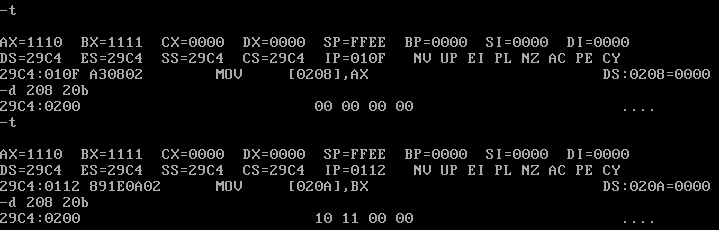 -t
AX=1110  BX=1111  CX=0000  DX=0000  SP=FFEE  BP=0000  SI=0000  DI=0000
DS=29C4  ES=29C4  SS=29C4  CS=29C4  IP=010F   NV UP EI PL NZ AC PE CY
29C4:010F A30802        MOV     [0208],AX                          DS:0208=0000
-d 208 20b
29C4:0200                          00 00 00 00                       ....
-t
AX=1110  BX=1111  CX=0000  DX=0000  SP=FFEE  BP=0000  SI=0000  DI=0000
DS=29C4  ES=29C4  SS=29C4  CS=29C4  IP=0112   NV UP EI PL NZ AC PE CY
29C4:0112 891E0A02      MOV     [020A],BX                          DS:020A=0000
-d 208 20b
29C4:0200                          10 11 00 00                       ....